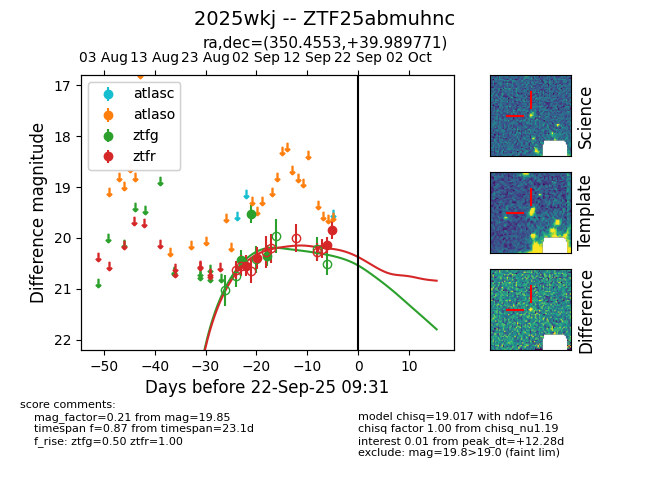 2025wkj -- ZTF25abmuhnc
ra,dec=(350.4553,+39.989771)
03 Aug 13 Aug 23 Aug 02 Sep 12 Sep 22 Sep 02 Oct
17
18
19
20
21
22
Difference magnitude
atlasc
atlaso
ztfg
ztfr
−50 −40 −30 −20 −10 0 10
Days before 22-Sep-25 09:31
Science
Template
Difference
score comments:
mag_factor=0.21 from mag=19.85
timespan f=0.87 from timespan=23.1d
f_rise: ztfg=0.50 ztfr=1.00
model chisq=19.017 with ndof=16
chisq factor 1.00 from chisq_nu1.19
interest 0.01 from peak_dt=+12.28d
exclude: mag=19.8>19.0 (faint lim)